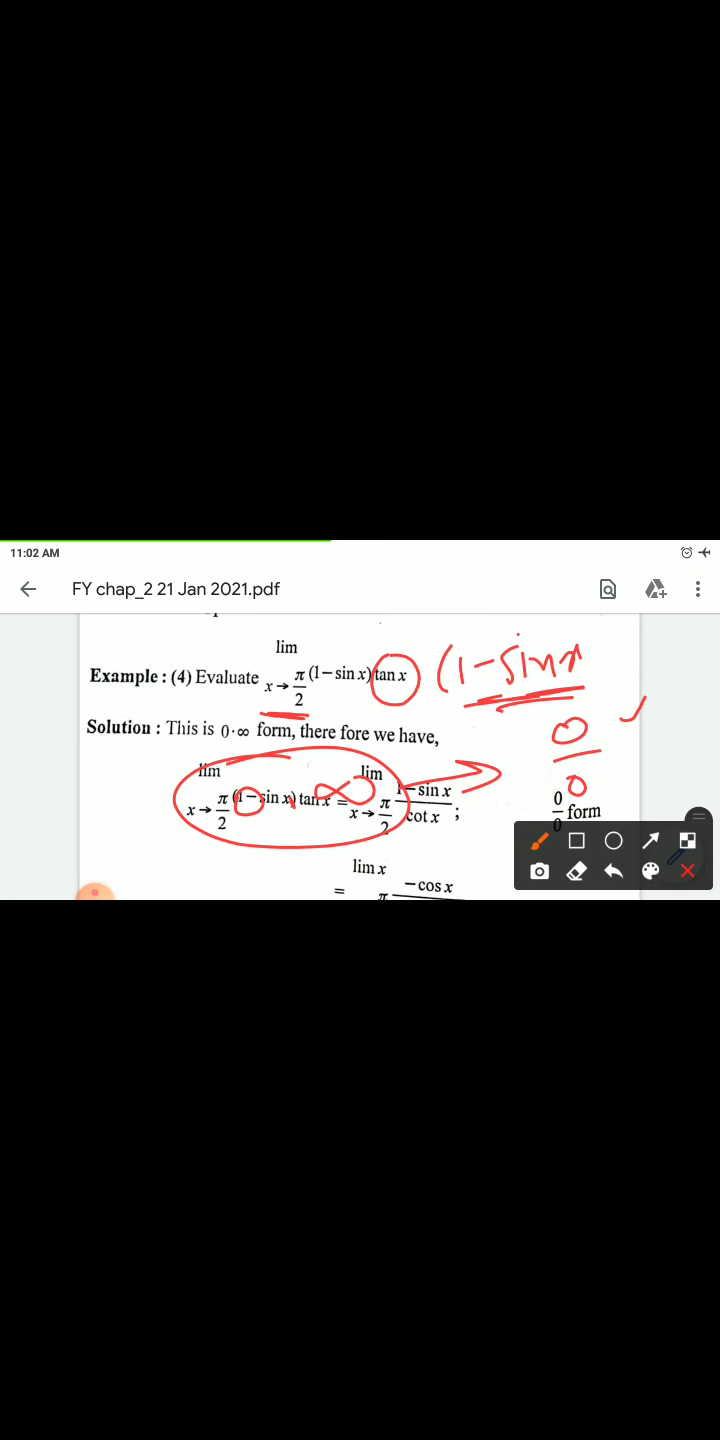 11:02 AM
FY chap_2 21 Jan 2021.pdf
lim
Example : (4) Evaluate x→π/2 (1−sin x) tan x (1-sinx
Solution : This is 0·∞ form, there fore we have,
0/0
lim x→π/2 (1−sin x) tan x = lim x→π/2 1−sin x / cot x ; 0/0 form
0 . ∞
lim x
= π −cos x